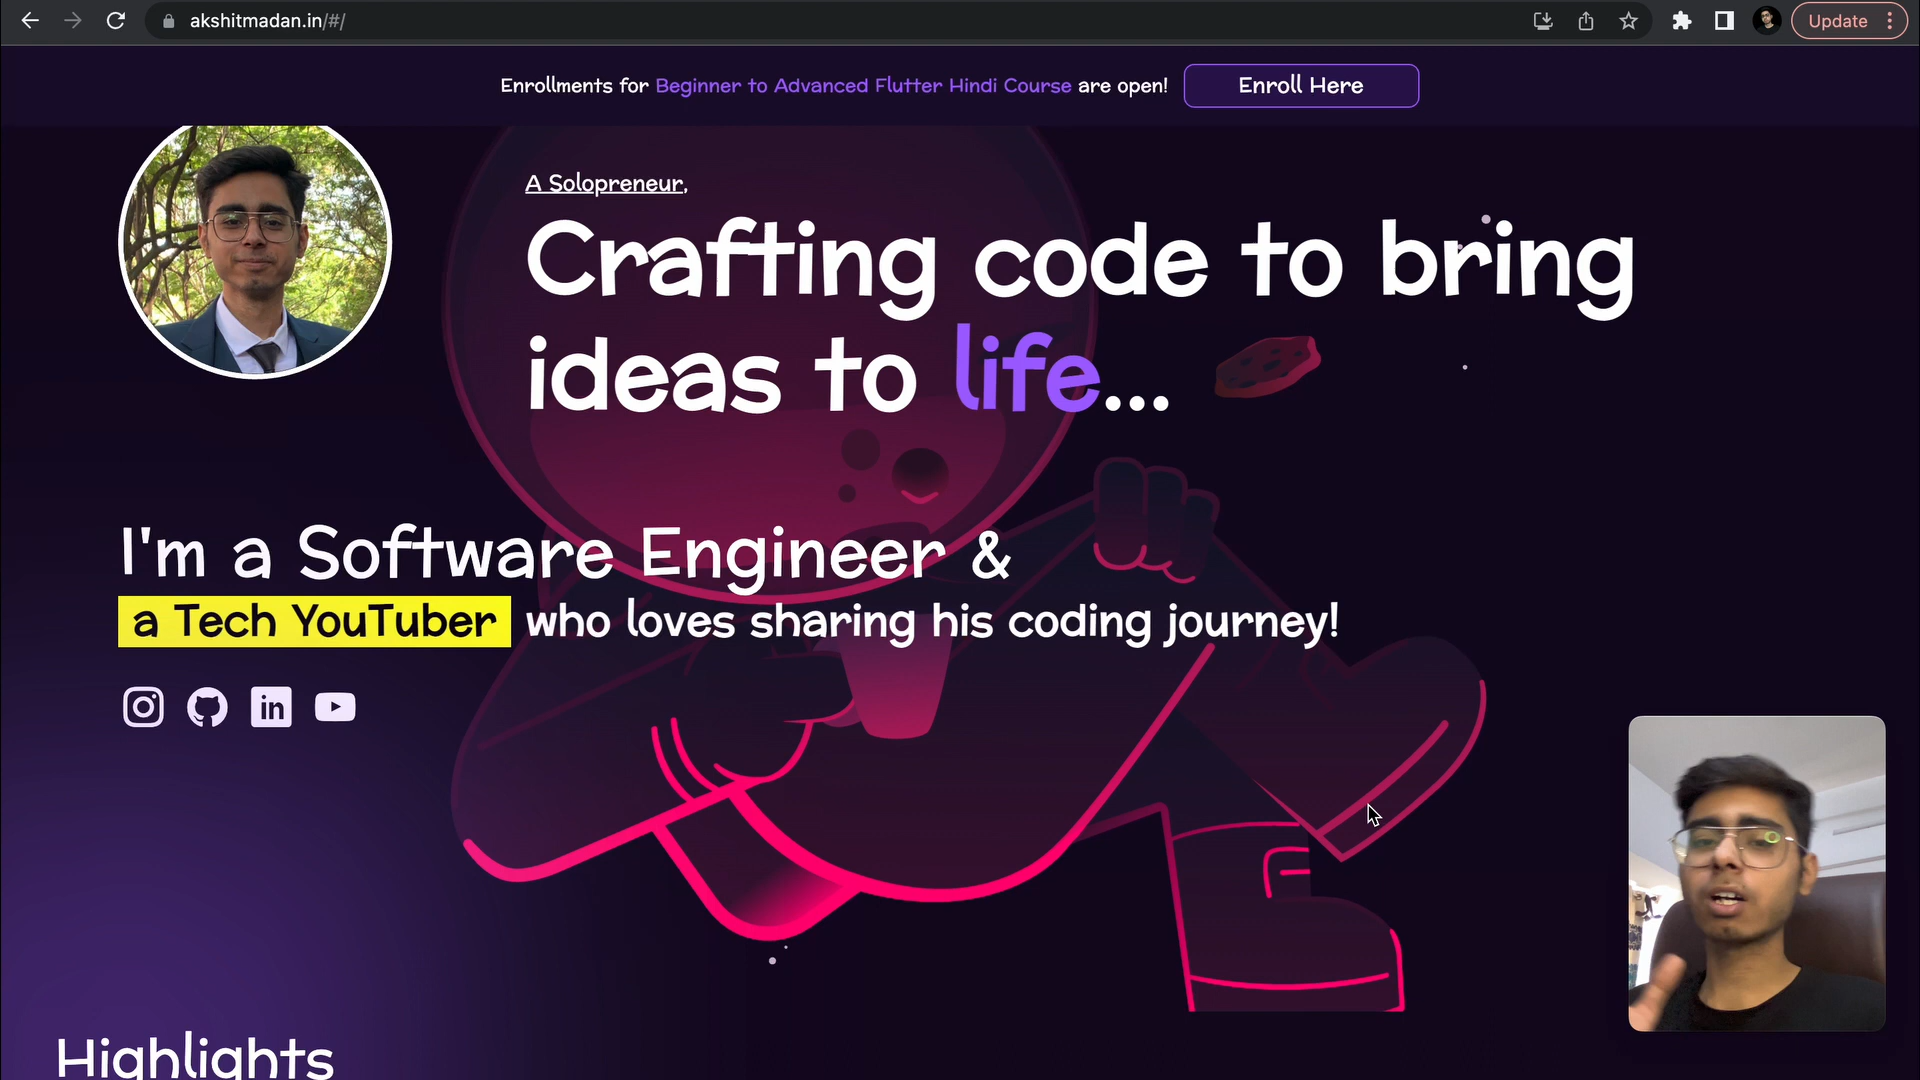 akshitmadan.in/#/
Update
Enrollments for Beginner to Advanced Flutter Hindi Course are open!
Enroll Here
A Solopreneur,
Crafting code to bring
ideas to life...
I'm a Software Engineer &
a Tech YouTuber who loves sharing his coding journey!
in
Highlights